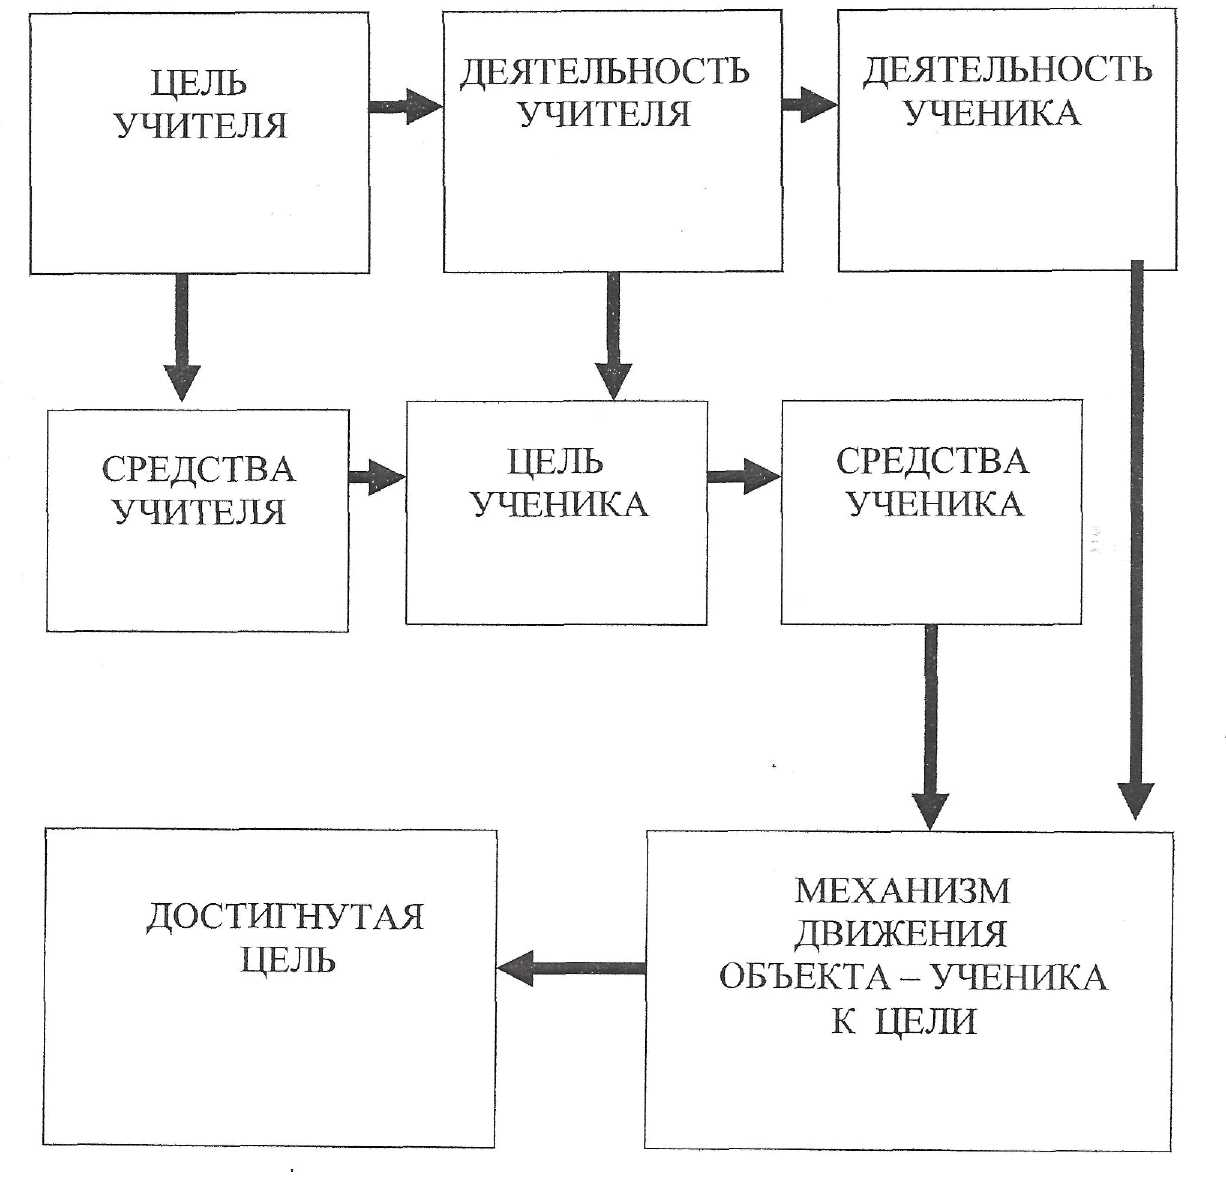 ЦЕЛЬ
УЧИТЕЛЯ
ДЕЯТЕЛЬНОСТЬ
УЧИТЕЛЯ
ДЕЯТЕЛЬНОСТЬ
УЧЕНИКА
СРЕДСТВА
УЧИТЕЛЯ
ЦЕЛЬ
УЧЕНИКА
СРЕДСТВА
УЧЕНИКА
ДОСТИГНУТАЯ
ЦЕЛЬ
МЕХАНИЗМ
ДВИЖЕНИЯ
ОБЪЕКТА – УЧЕНИКА
К ЦЕЛИ